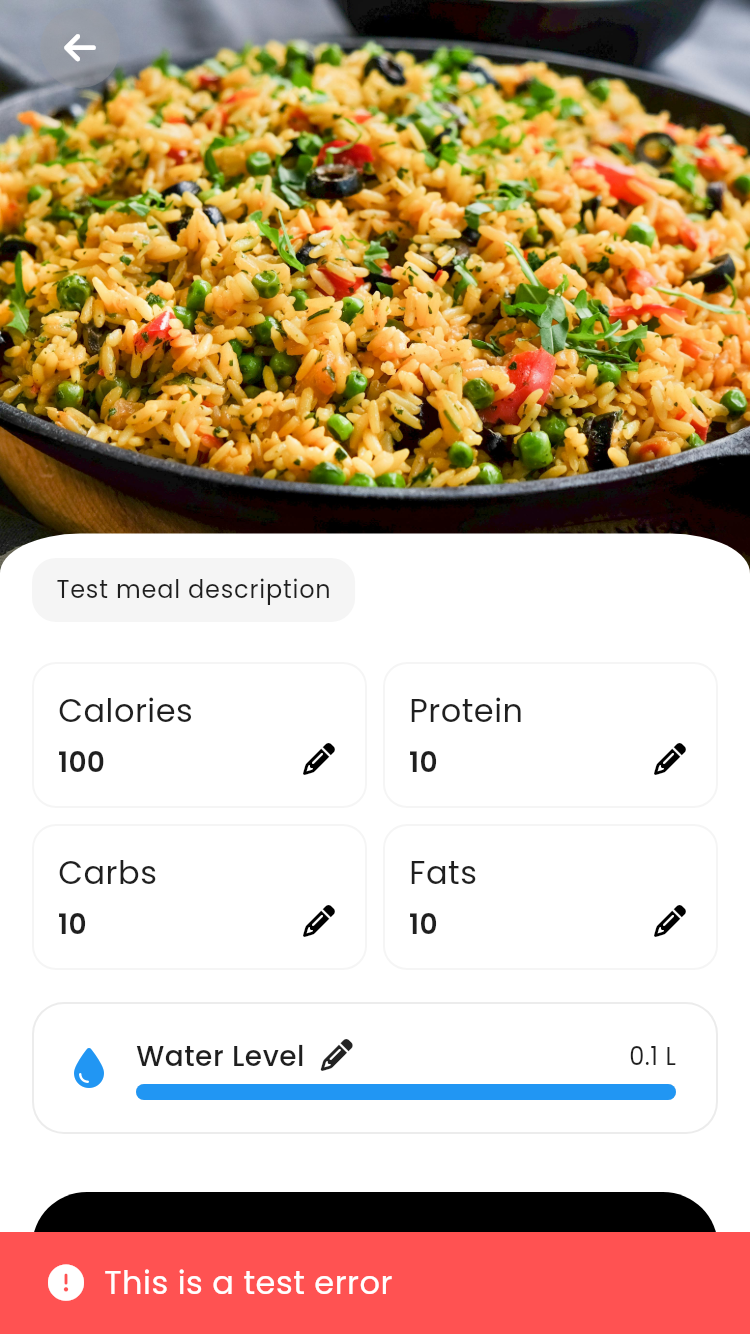 Test meal description
Calories
100
Protein
10
Carbs
10
Fats
10
Water Level
0.1 L
This is a test error